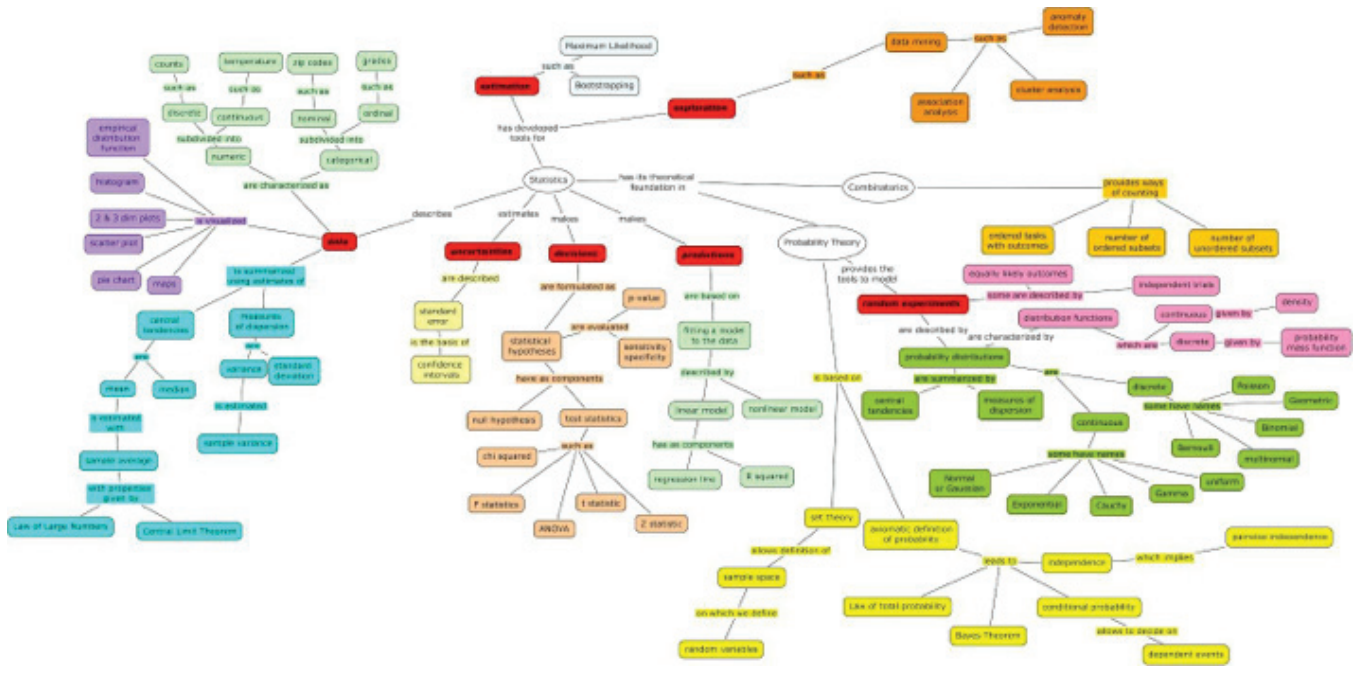 anomaly
detection
data mining
such as
cluster analysis
association
analysis
such as
Maximum Likelihood
such as
Bootstrapping
estimation
exploration
has developed
tools for
counts
temperature
zip codes
grades
such as
such as
such as
such as
discrete
continuous
nominal
ordinal
subdivided into
subdivided into
numeric
categorical
are characterized as
empirical
distribution
function
histogram
2 & 3 dim plots
scatter plot
pie chart
maps
is visualized
data
describes
Statistics
has its theoretical
foundation in
Combinatorics
provides ways
of counting
ordered tasks
with outcomes
number of
ordered subsets
number of
unordered subsets
estimates
makes
makes
uncertainties
decisions
are described
standard
error
is the basis of
confidence
intervals
are formulated as
p value
are evaluated
statistical
hypotheses
sensitivity
specificity
have as components
null hypothesis
test statistics
such as
chi squared
F statistics
ANOVA
t statistic
Z statistic
are based on
fitting a model
to the data
described by
linear model
nonlinear model
has as components
regression line
R squared
is summarized
using estimates of
central
tendencies
Measures
of dispersion
are
are
mean
median
variance
standard
deviation
is estimated
with
is estimated
sample variance
sample average
with properties
given by
Law of Large Numbers
Central Limit Theorem
Probability Theory
provides the
tools to model
random experiments
equally likely outcomes
independent trials
some are described by
distribution functions
are described by
are characterized by
continuous
given by
density
which are
discrete
given by
probability
mass function
probability distributions
are summarized by
central
tendencies
measures of
dispersion
are
discrete
some have names
Poisson
Geometric
Binomial
Bernoulli
multinomial
continuous
some have names
Normal
or Gaussian
Exponential
Cauchy
Gamma
uniform
is based on
set theory
allows definition of
sample space
on which we define
random variables
axiomatic definition
of probability
leads to
independence
which implies
pairwise independence
Law of total probability
Bayes Theorem
conditional probability
allows to decide on
dependent events